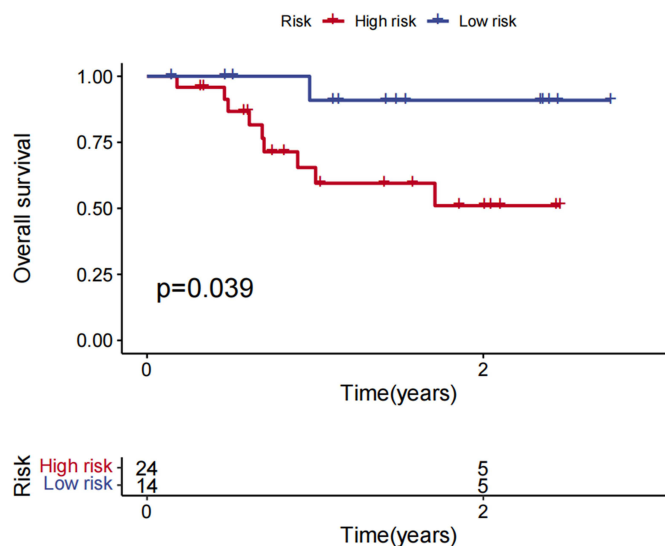 Risk High risk Low risk
1.00
0.75
0.50
0.25
0.00
Overall survival
p=0.039
0 2
Time(years)
Risk
High risk 24 5
Low risk 14 5
0 2
Time(years)